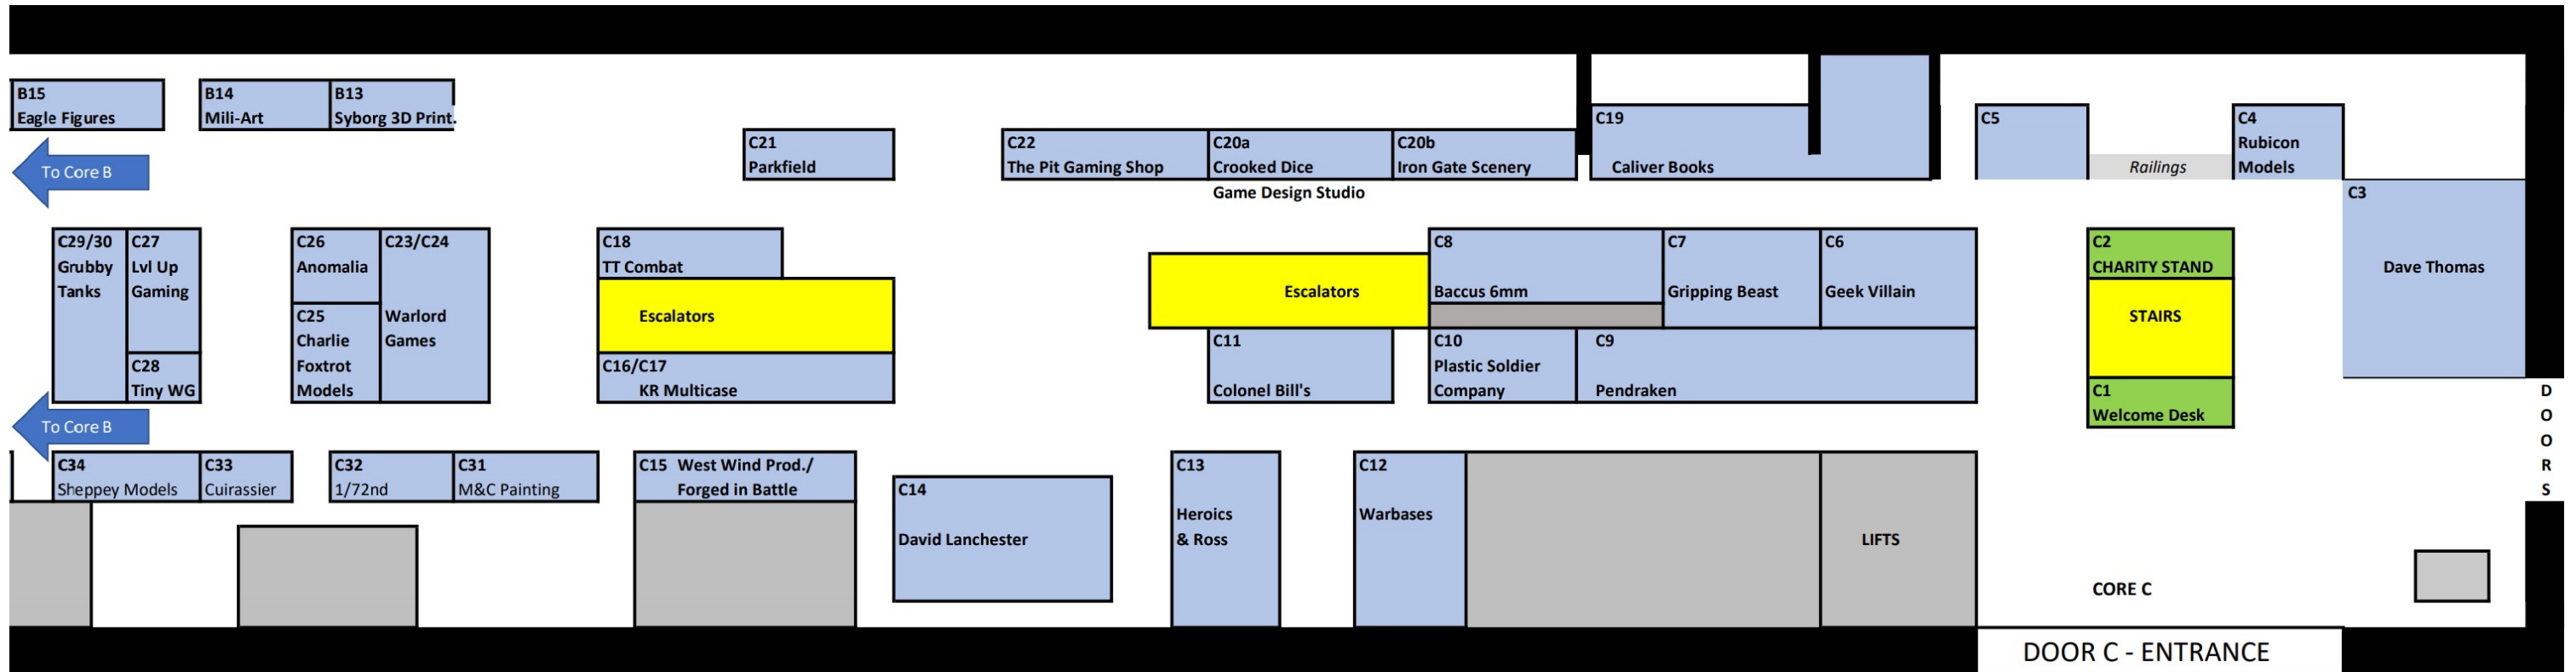 B15
Eagle Figures
B14
Mili-Art
B13
Syborg 3D Print.
To Core B
C21
Parkfield
C22
The Pit Gaming Shop
C20a
Crooked Dice
Game Design Studio
C20b
Iron Gate Scenery
C19
Caliver Books
C5
Railings
C4
Rubicon
Models
C3
Dave Thomas
C29/30
Grubby
Tanks
C27
Lvl Up
Gaming
C28
Tiny WG
C26
Anomalia
C25
Charlie
Foxtrot
Models
C23/C24
Warlord
Games
C18
TT Combat
Escalators
C16/C17
KR Multicase
Escalators
C8
Baccus 6mm
C7
Gripping Beast
C6
Geek Villain
C11
Colonel Bill's
C10
Plastic Soldier
Company
C9
Pendraken
C2
CHARITY STAND
STAIRS
C1
Welcome Desk
D
O
O
R
S
To Core B
C34
Sheppey Models
C33
Cuirassier
C32
1/72nd
C31
M&C Painting
C15 West Wind Prod./
Forged in Battle
C14
David Lanchester
C13
Heroics
& Ross
C12
Warbases
LIFTS
CORE C
DOOR C - ENTRANCE